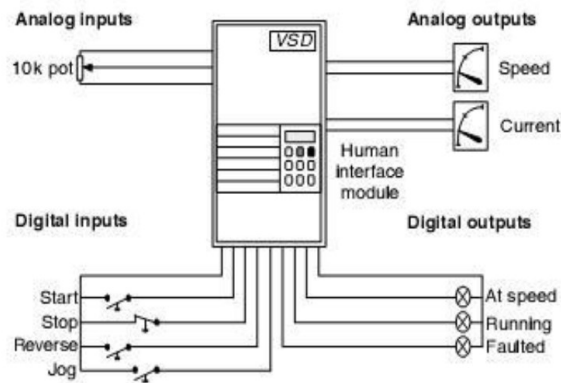 Analog inputs
10k pot
VSD
Analog outputs
Speed
Current
Human
interface
module
Digital inputs
Start
Stop
Reverse
Jog
Digital outputs
At speed
Running
Faulted